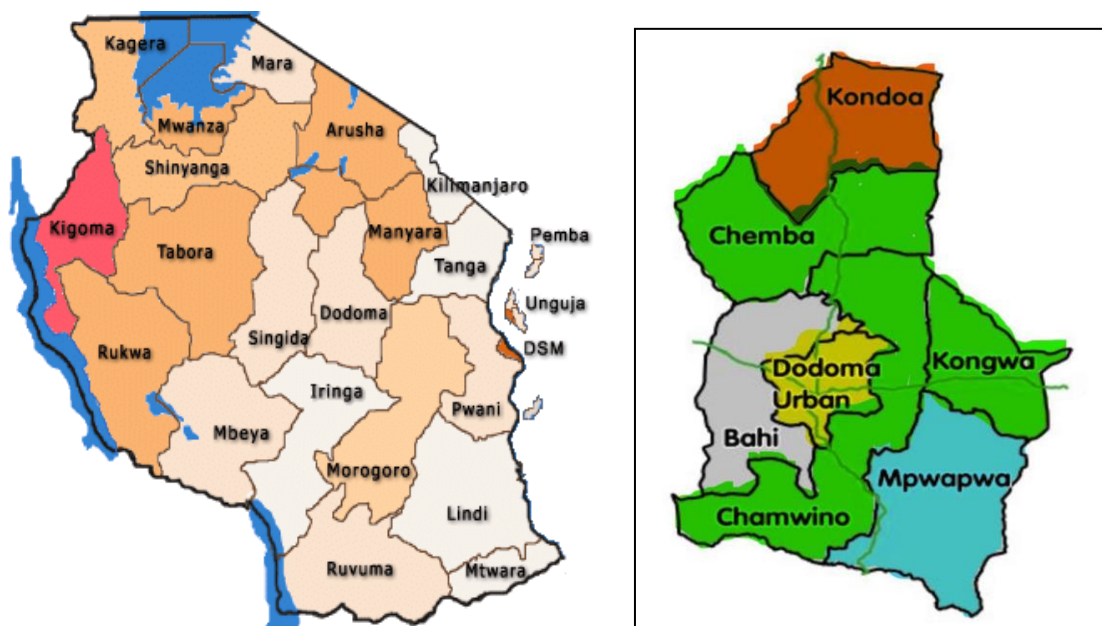 Kagera
Mara
Mwanza
Arusha
Shinyanga
Kilimanjaro
Kigoma
Manyara
Pemba
Tabora
Tanga
Unguja
Dodoma
Singida
DSM
Rukwa
Iringa
Pwani
Mbeya
Morogoro
Lindi
Ruvuma
Mtwara
Kondoa
Chemba
Kongwa
Dodoma
Urban
Bahi
Mpwapwa
Chamwino